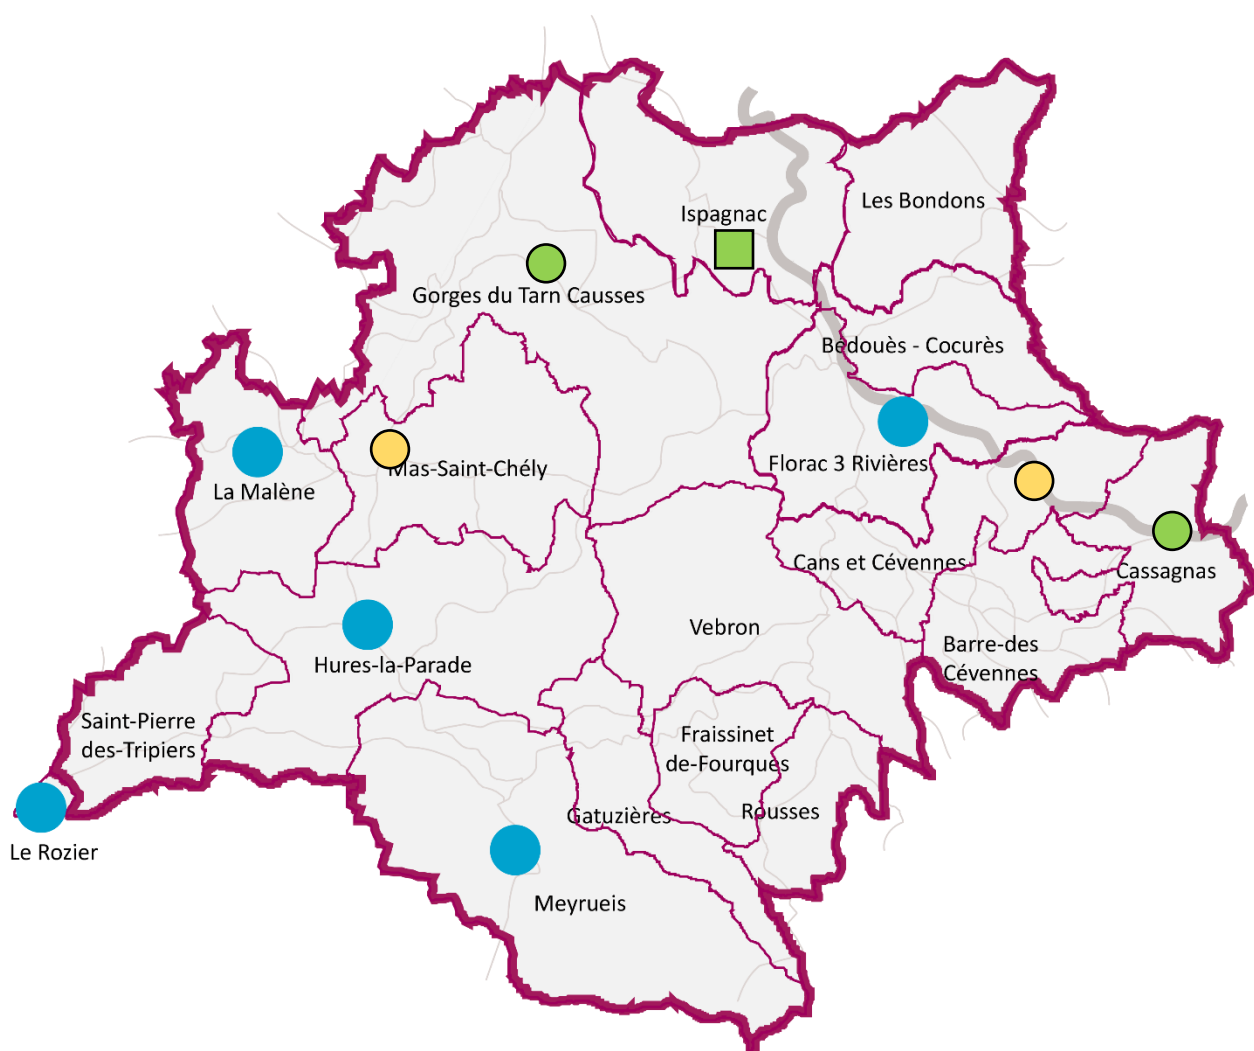 Les Bondons
Ispagnac
Gorges du Tarn Causses
Bédouès - Cocurès
Florac 3 Rivières
Mas-Saint-Chély
La Malène
Cans et Cévennes
Cassagnas
Vebron
Barre-des
Cévennes
Hures-la-Parade
Saint-Pierre
des-Tripiers
Fraissinet
de-Fourques
Rousses
Gatuzières
Le Rozier
Meyrueis